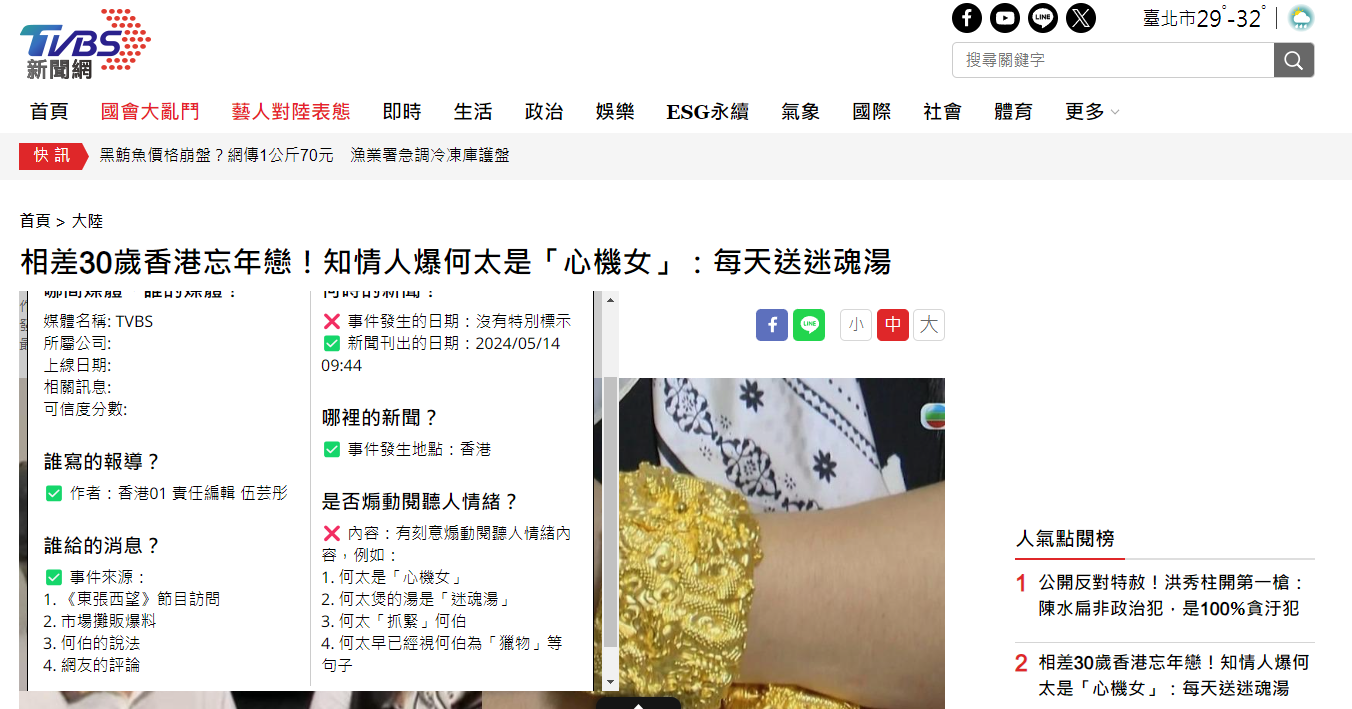 TVBS
新聞網
LINE
臺北市29°-32°
搜尋關鍵字
首頁 國會大亂鬥 藝人對陸表態 即時 生活 政治 娛樂 ESG永續 氣象 國際 社會 體育 更多
快訊 黑鮪魚價格崩盤？網傳1公斤70元 漁業署急調冷凍庫護盤
首頁 > 大陸
相差30歲香港忘年戀！知情人爆何太是「心機女」：每天送迷魂湯
媒體名稱: TVBS
所屬公司:
上線日期:
相關訊息:
可信度分數:
誰寫的報導？
✅ 作者：香港01 責任編輯 伍芸彤
誰給的消息？
✅ 事件來源：
1. 《東張西望》節目訪問
2. 市場攤販爆料
3. 何伯的說法
4. 網友的評論
何時的新聞？
❌ 事件發生的日期：沒有特別標示
✅ 新聞刊出的日期：2024/05/14
09:44
哪裡的新聞？
✅ 事件發生地點：香港
是否煽動閱聽人情緒？
❌ 內容：有刻意煽動閱聽人情緒內
容，例如：
1. 何太是「心機女」
2. 何太煲的湯是「迷魂湯」
3. 何太「抓緊」何伯
4. 何太早已經視何伯為「獵物」等
句子
LINE
小 中 大
人氣點閱榜
1 公開反對特赦！洪秀柱開第一槍：
陳水扁非政治犯，是100%貪汙犯
2 相差30歲香港忘年戀！知情人爆何
太是「心機女」：每天送迷魂湯